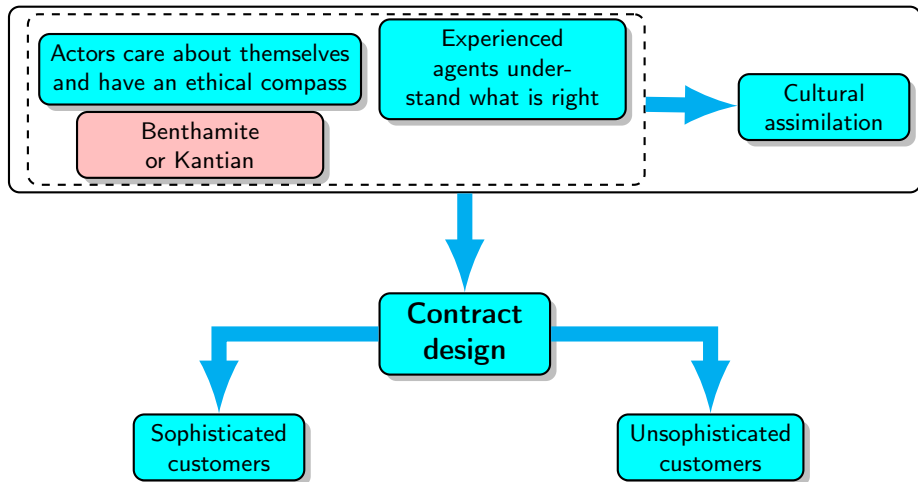 Actors care about themselves
and have an ethical compass
Experienced
agents under-
stand what is right
Benthamite
or Kantian
Cultural
assimilation
Contract
design
Sophisticated
customers
Unsophisticated
customers